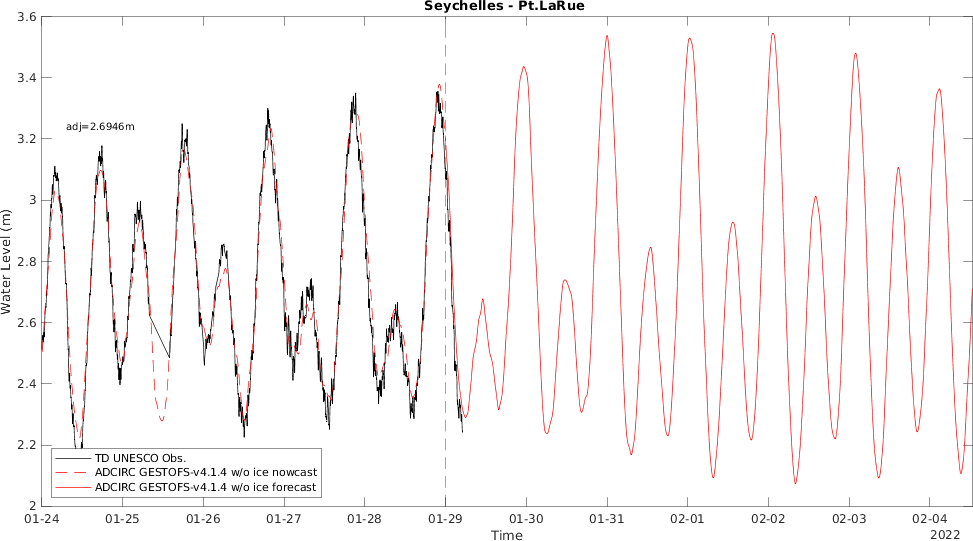 Seychelles - Pt.LaRue
3.6
3.4
3.2
3
2.8
2.6
2.4
2.2
2
Water Level (m)
adj=2.6946m
TD UNESCO Obs.
ADCIRC GESTOFS-v4.1.4 w/o ice nowcast
ADCIRC GESTOFS-v4.1.4 w/o ice forecast
01-24 01-25 01-26 01-27 01-28 01-29 01-30 01-31 02-01 02-02 02-03 02-04
Time
2022